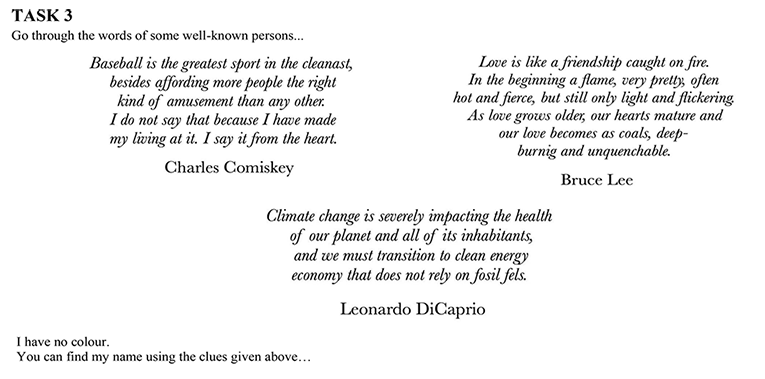 TASK 3
Go through the words of some well-known persons...
Baseball is the greatest sport in the cleanast,
besides affording more people the right
kind of amusement than any other.
I do not say that because I have made
my living at it. I say it from the heart.
Charles Comiskey
Love is like a friendship caught on fire.
In the beginning a flame, very pretty, often
hot and fierce, but still only light and flickering.
As love grows older, our hearts mature and
our love becomes as coals, deep-
burnig and unquenchable.
Bruce Lee
Climate change is severely impacting the health
of our planet and all of its inhabitants,
and we must transition to clean energy
economy that does not rely on fosil fels.
Leonardo DiCaprio
I have no colour.
You can find my name using the clues given above…